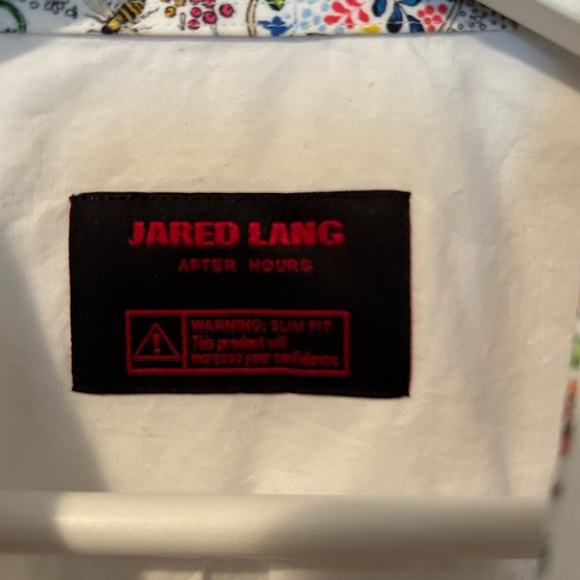 JARED LANG
AFTER HOURS
WARNING: SLIM FIT
This product will
increase your confidence